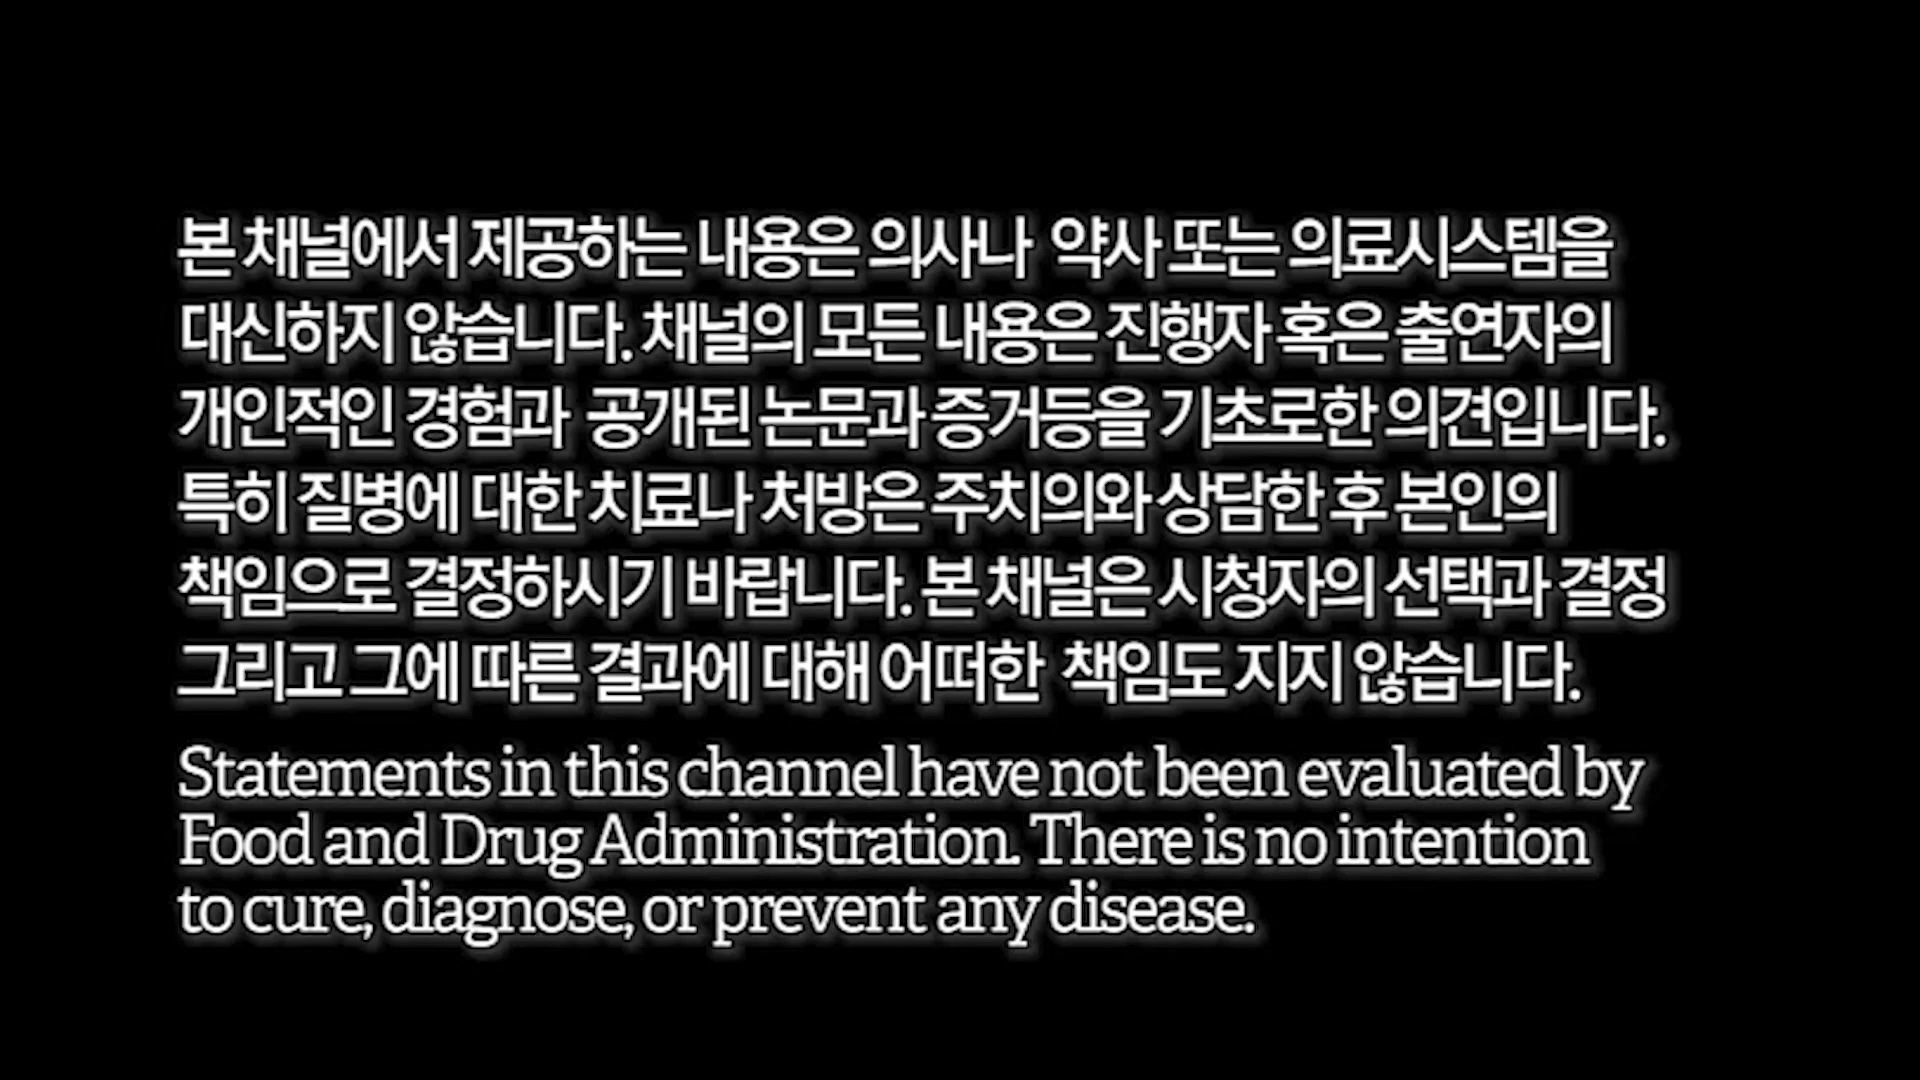 본 채널에서 제공하는 내용은 의사나 약사 또는 의료시스템을
대신하지 않습니다. 채널의 모든 내용은 진행자 혹은 출연자의
개인적인 경험과 공개된 논문과 증거등을 기초로한 의견입니다.
특히 질병에 대한 치료나 처방은 주치의와 상담한 후 본인의
책임으로 결정하시기 바랍니다. 본 채널은 시청자의 선택과 결정
그리고 그에 따른 결과에 대해 어떠한 책임도 지지 않습니다.
Statements in this channel have not been evaluated by
Food and Drug Administration. There is no intention
to cure, diagnose, or prevent any disease.